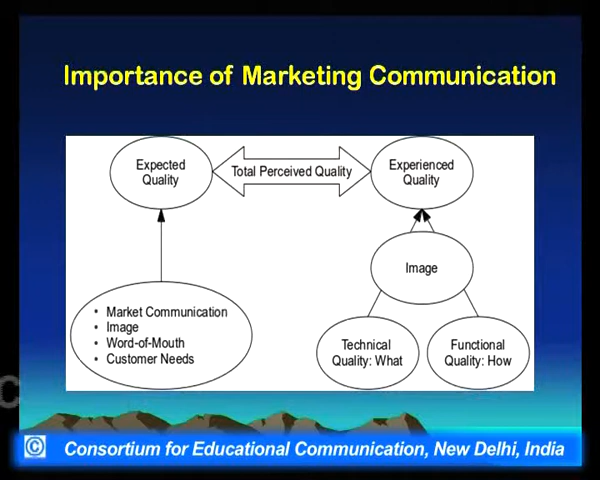 Importance of Marketing Communication
Expected
Quality
Total Perceived Quality
Experienced
Quality
Image
• Market Communication
• Image
• Word-of-Mouth
• Customer Needs
Technical
Quality: What
Functional
Quality: How
C
© Consortium for Educational Communication, New Delhi, India